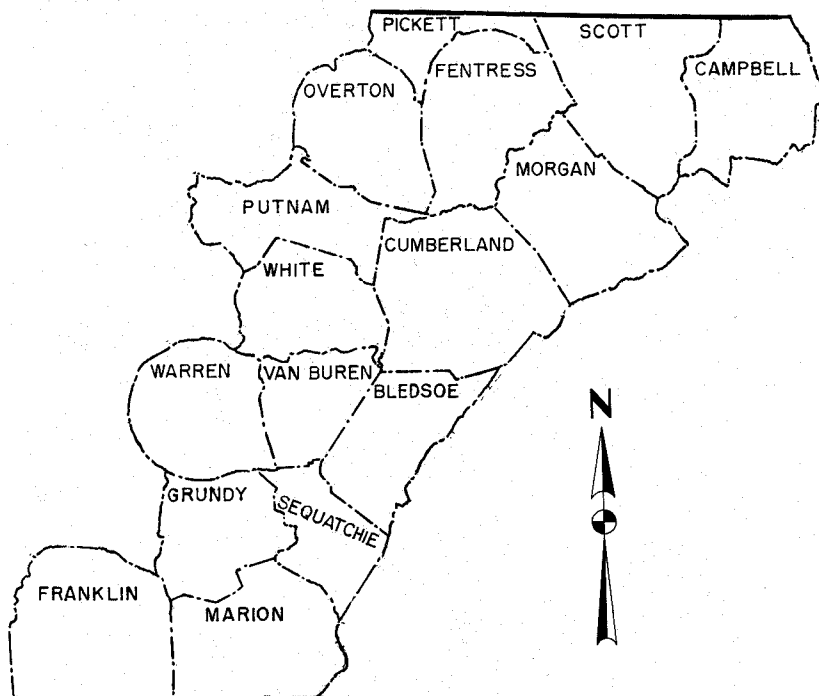 PICKETT
SCOTT
OVERTON
FENTRESS
CAMPBELL
MORGAN
PUTNAM
CUMBERLAND
WHITE
WARREN
VAN BUREN
BLEDSOE
N
GRUNDY
SEQUATCHIE
FRANKLIN
MARION